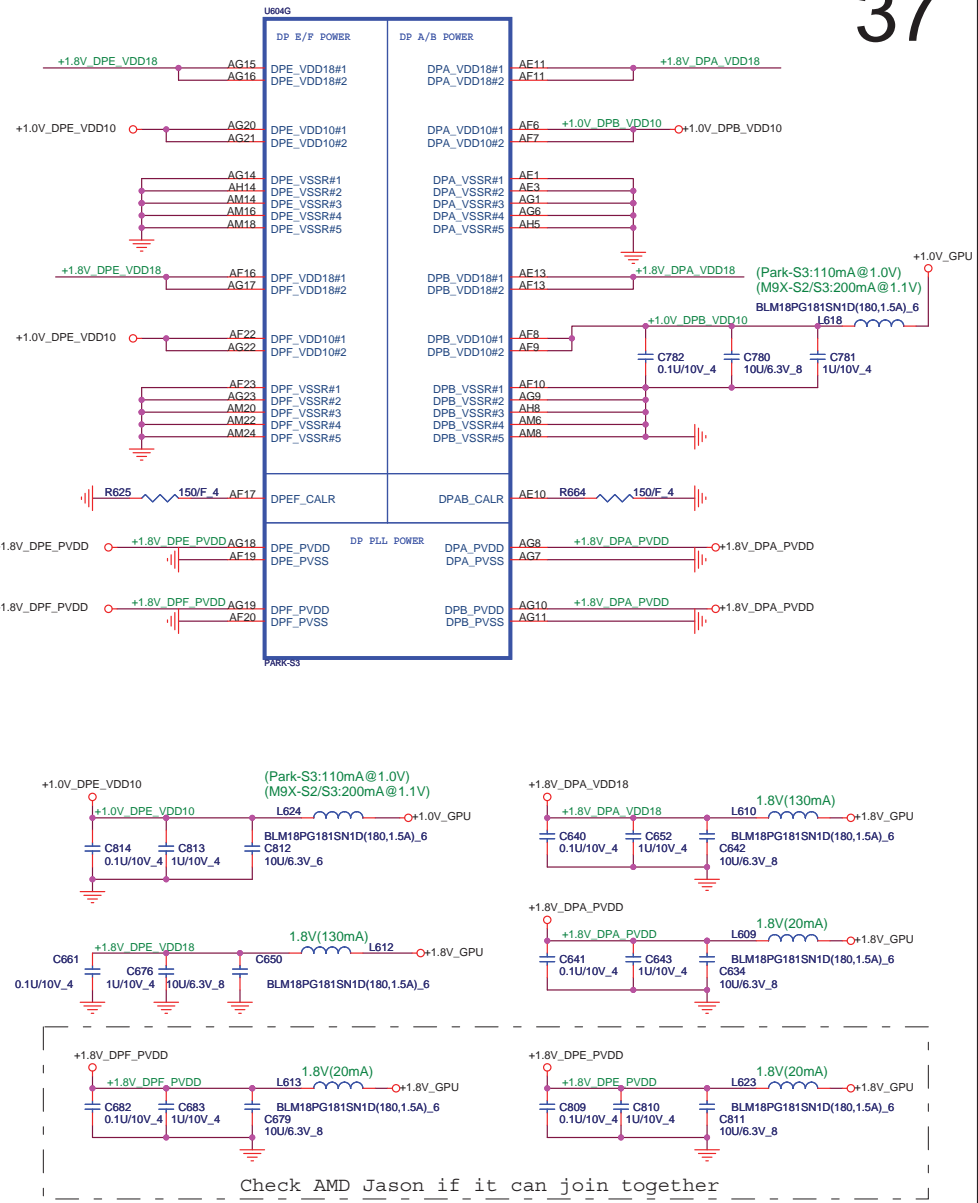 37
U604G
DP E/F POWER
DP A/B POWER
+1.8V_DPE_VDD18 AG15 DPE_VDD18#1
AG16 DPE_VDD18#2
+1.0V_DPE_VDD10 AG20 DPE_VDD10#1
AG21 DPE_VDD10#2
AG14 DPE_VSSR#1
AH14 DPE_VSSR#2
AM14 DPE_VSSR#3
AM16 DPE_VSSR#4
AM18 DPE_VSSR#5
+1.8V_DPE_VDD18 AF16 DPF_VDD18#1
AG17 DPF_VDD18#2
+1.0V_DPE_VDD10 AF22 DPF_VDD10#1
AG22 DPF_VDD10#2
AF23 DPF_VSSR#1
AG23 DPF_VSSR#2
AM20 DPF_VSSR#3
AM22 DPF_VSSR#4
AM24 DPF_VSSR#5
R625 150/F_4 AF17 DPEF_CALR
DP PLL POWER
1.8V_DPE_PVDD +1.8V_DPE_PVDD AG18 DPE_PVDD
AF19 DPE_PVSS
1.8V_DPF_PVDD +1.8V_DPF_PVDD AG19 DPF_PVDD
AF20 DPF_PVSS
PARK-S3
DPA_VDD18#1 AE11 +1.8V_DPA_VDD18
DPA_VDD18#2 AF11
DPA_VDD10#1 AF6 +1.0V_DPB_VDD10 +1.0V_DPB_VDD10
DPA_VDD10#2 AF7
DPA_VSSR#1 AE1
DPA_VSSR#2 AE3
DPA_VSSR#3 AG1
DPA_VSSR#4 AG6
DPA_VSSR#5 AH5
DPB_VDD18#1 AE13 +1.8V_DPA_VDD18
DPB_VDD18#2 AF13
DPB_VDD10#1 AF8
DPB_VDD10#2 AF9
DPB_VSSR#1 AF10
DPB_VSSR#2 AG9
DPB_VSSR#3 AH8
DPB_VSSR#4 AM6
DPB_VSSR#5 AM8
DPAB_CALR AE10 R664 150/F_4
DPA_PVDD AG8 +1.8V_DPA_PVDD +1.8V_DPA_PVDD
DPA_PVSS AG7
DPB_PVDD AG10 +1.8V_DPA_PVDD +1.8V_DPA_PVDD
DPB_PVSS AG11
+1.0V_GPU
(Park-S3:110mA@1.0V)
(M9X-S2/S3:200mA@1.1V)
BLM18PG181SN1D(180,1.5A)_6
+1.0V_DPB_VDD10 L618
C782 C780 C781
0.1U/10V_4 10U/6.3V_8 1U/10V_4
+1.0V_DPE_VDD10
(Park-S3:110mA@1.0V)
(M9X-S2/S3:200mA@1.1V)
+1.0V_DPE_VDD10 L624 +1.0V_GPU
BLM18PG181SN1D(180,1.5A)_6
C814 C813 C812
0.1U/10V_4 1U/10V_4 10U/6.3V_6
+1.8V_DPA_VDD18
1.8V(130mA)
+1.8V_DPA_VDD18 L610 +1.8V_GPU
BLM18PG181SN1D(180,1.5A)_6
C640 C652 C642
0.1U/10V_4 1U/10V_4 10U/6.3V_8
1.8V(130mA)
+1.8V_DPE_VDD18 L612 +1.8V_GPU
C661 C676 C650
0.1U/10V_4 1U/10V_4 10U/6.3V_8 BLM18PG181SN1D(180,1.5A)_6
+1.8V_DPA_PVDD
1.8V(20mA)
+1.8V_DPA_PVDD L609 +1.8V_GPU
BLM18PG181SN1D(180,1.5A)_6
C641 C643 C634
0.1U/10V_4 1U/10V_4 10U/6.3V_8
+1.8V_DPF_PVDD
1.8V(20mA)
+1.8V_DPF_PVDD L613 +1.8V_GPU
BLM18PG181SN1D(180,1.5A)_6
C682 C683 C679
0.1U/10V_4 1U/10V_4 10U/6.3V_8
+1.8V_DPE_PVDD
1.8V(20mA)
+1.8V_DPE_PVDD L623 +1.8V_GPU
BLM18PG181SN1D(180,1.5A)_6
C809 C810 C811
0.1U/10V_4 1U/10V_4 10U/6.3V_8
Check AMD Jason if it can join together